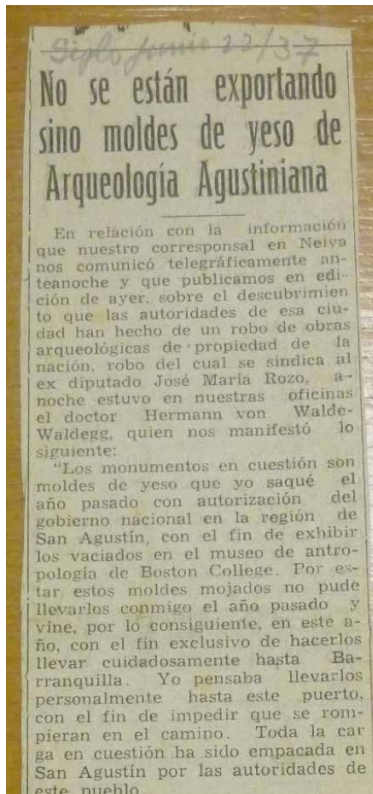 Siglo Junio 22/37
No se están exportando
sino moldes de yeso de
Arqueología Agustiniana
En relación con la información
que nuestro corresponsal en Neiva
nos comunicó telegráficamente an-
teanoche y que publicamos en edi-
ción de ayer, sobre el descubrimien
to que las autoridades de esa ciu-
dad han hecho de un robo de obras
arqueológicas de propiedad de la
nación, robo del cual se sindica al
ex diputado José María Rozo, a-
noche estuvo en nuestras oficinas
el doctor Hermann von Walde-
Waldegg, quien nos manifestó lo
siguiente:
"Los monumentos en cuestión son
moldes de yeso que yo saqué el
año pasado con autorización del
gobierno nacional en la región de
San Agustín, con el fin de exhibir
los vaciados en el museo de antro-
pología de Boston College. Por es-
tar estos moldes mojados no pude
llevarlos conmigo el año pasado y
vine, por lo consiguiente, en este a-
ño, con el fin exclusivo de hacerlos
llevar cuidadosamente hasta Ba-
rranquilla. Yo pensaba llevarlos
personalmente hasta este puerto,
con el fin de impedir que se rom-
pieran en el camino. Toda la car
ga en cuestión ha sido empacada en
San Agustín por las autoridades de
este pueblo